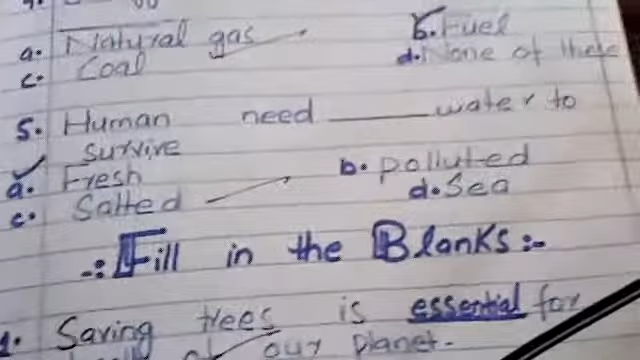 a. Natural gas b. Fuel
c. Coal d. None of these
5. Human need ______ water to
survive
a. Fresh b. polluted
c. Salted d. Sea
-: Fill in the Blanks :-
1. Saving trees is essential for
of our planet.